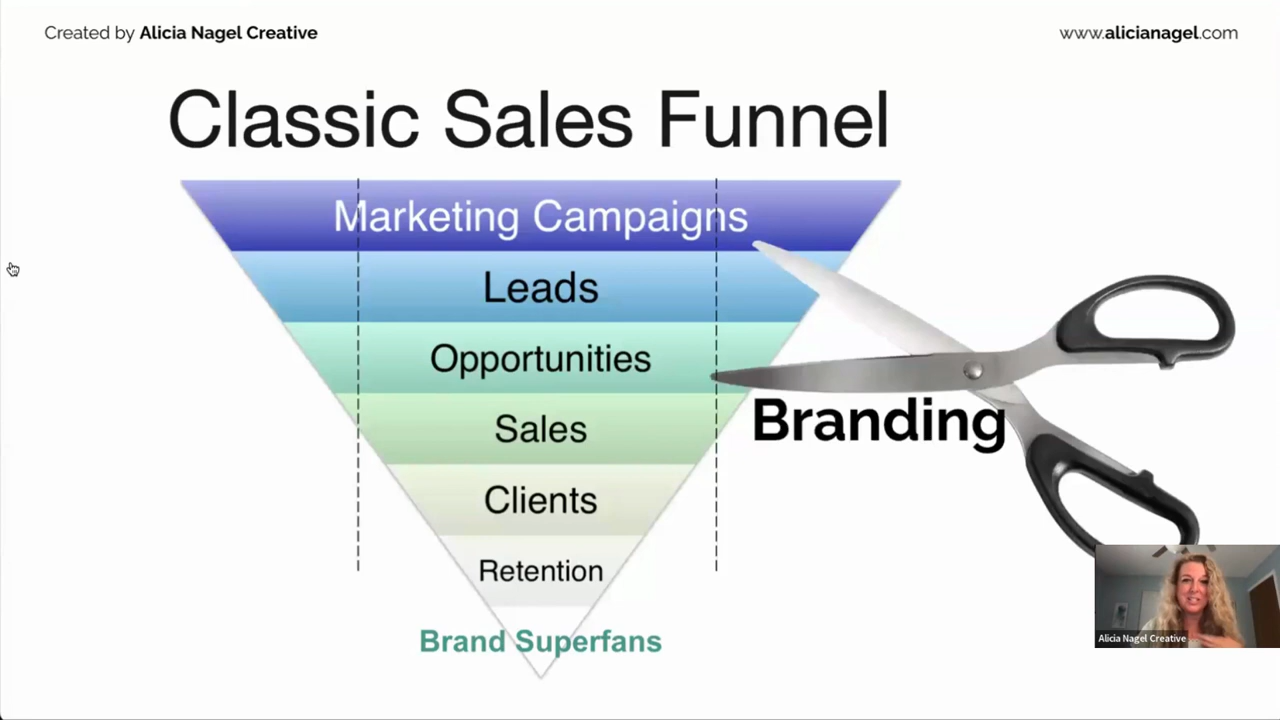 Created by Alicia Nagel Creative
www.alicianagel.com
Classic Sales Funnel
Marketing Campaigns
Leads
Opportunities
Sales
Branding
Clients
Retention
Brand Superfans
Alicia Nagel Creative